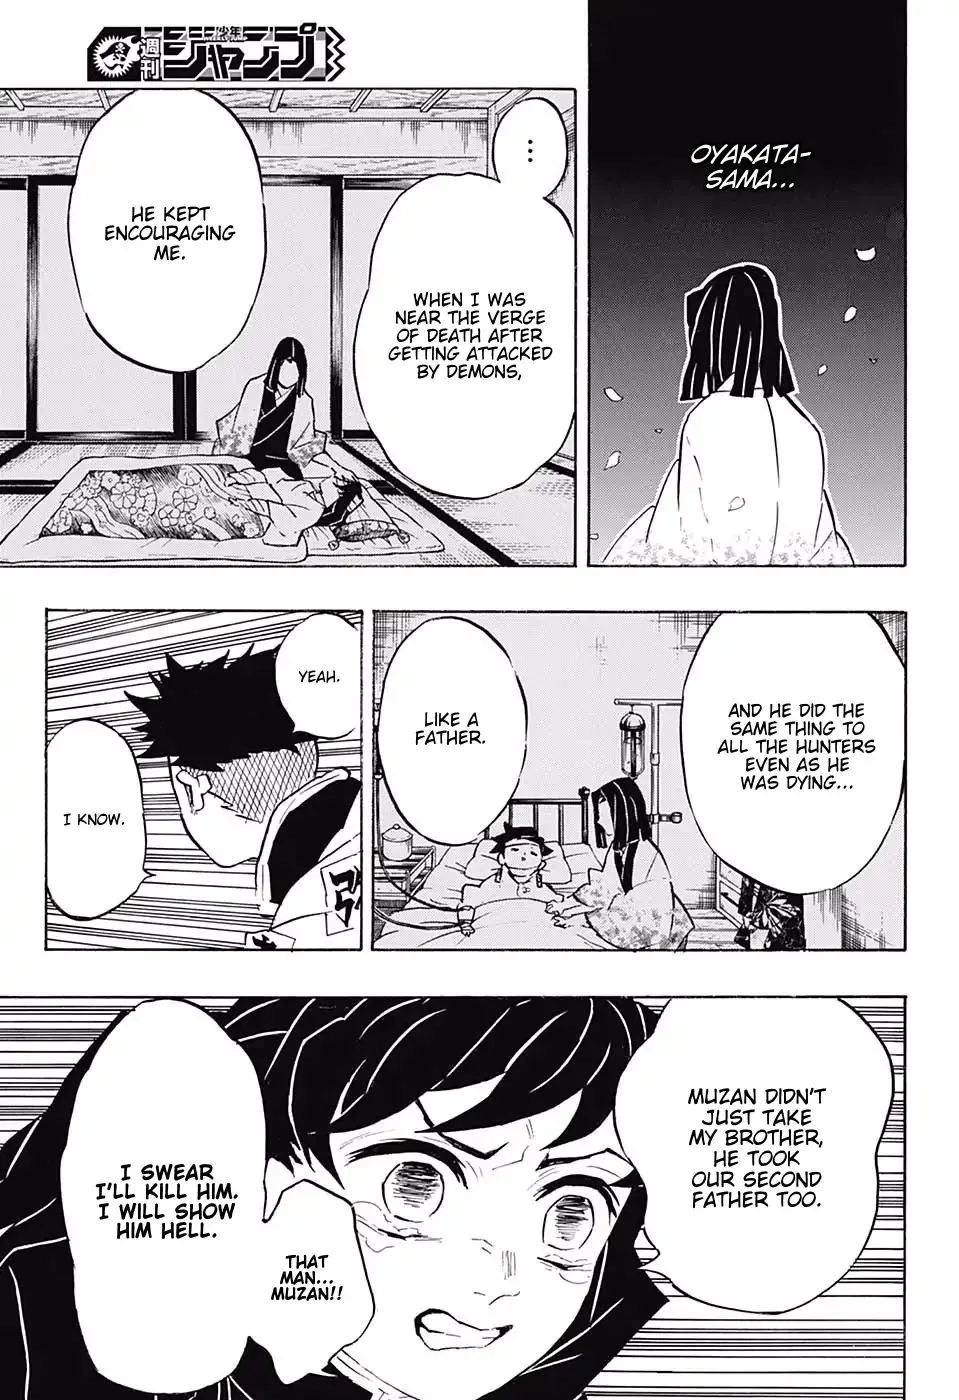 週刊
少年
ジャンプ
OYAKATA-
SAMA...
...
WHEN I WAS
NEAR THE VERGE
OF DEATH AFTER
GETTING ATTACKED
BY DEMONS,
HE KEPT
ENCOURAGING
ME.
AND HE DID THE
SAME THING TO
ALL THE HUNTERS
EVEN AS HE
WAS DYING...
LIKE A
FATHER.
YEAH.
I KNOW.
MUZAN DIDN'T
JUST TAKE
MY BROTHER,
HE TOOK
OUR SECOND
FATHER TOO.
THAT
MAN...
MUZAN!!
I SWEAR
I'LL KILL HIM.
I WILL SHOW
HIM HELL.